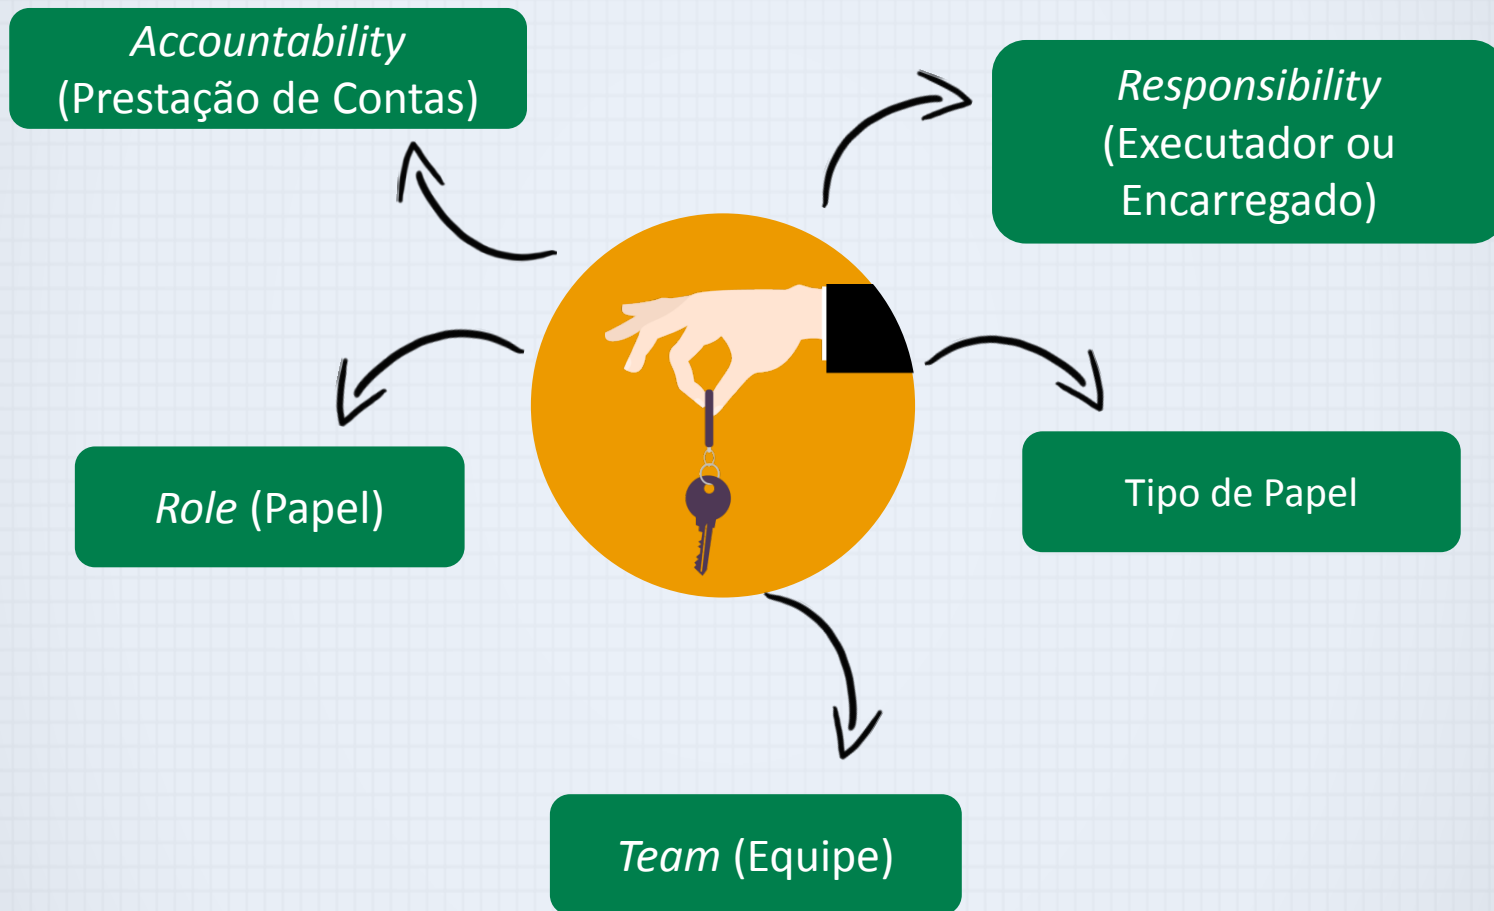 Accountability
(Prestação de Contas)
Responsibility
(Executador ou
Encarregado)
Role (Papel)
Tipo de Papel
Team (Equipe)